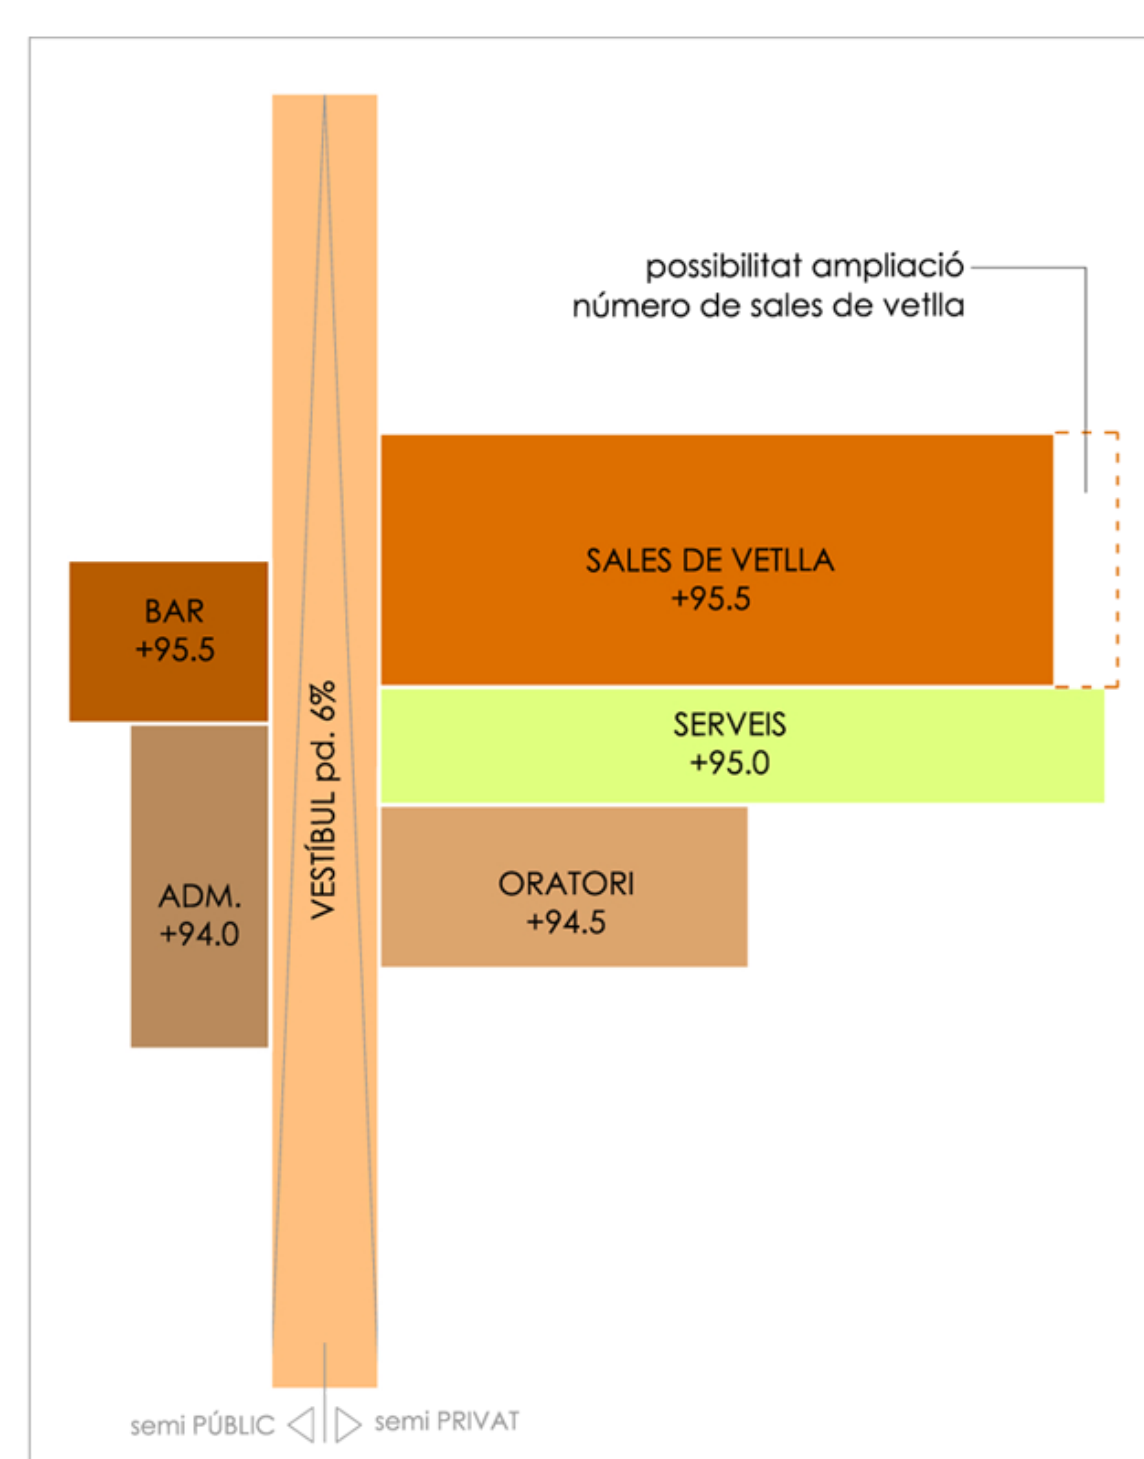 possibilitat ampliació
número de sales de vetlla
SALES DE VETLLA
+95.5
BAR
+95.5
VESTÍBUL pd. 6%
SERVEIS
+95.0
ADM.
+94.0
ORATORI
+94.5
semi PÚBLIC
semi PRIVAT